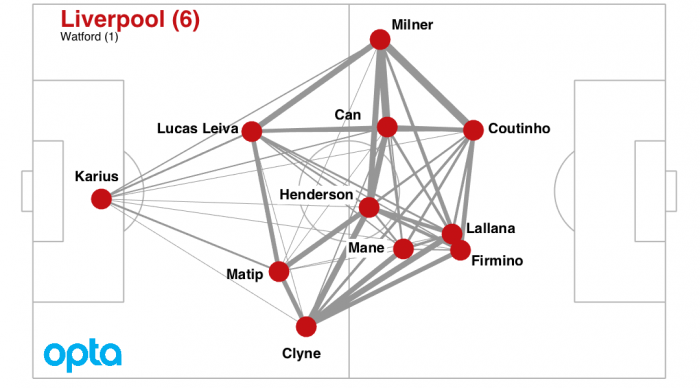 Liverpool (6)
Watford (1)
Milner
Can
Lucas Leiva
Coutinho
Karius
Henderson
Lallana
Mane
Firmino
Matip
Clyne
opta